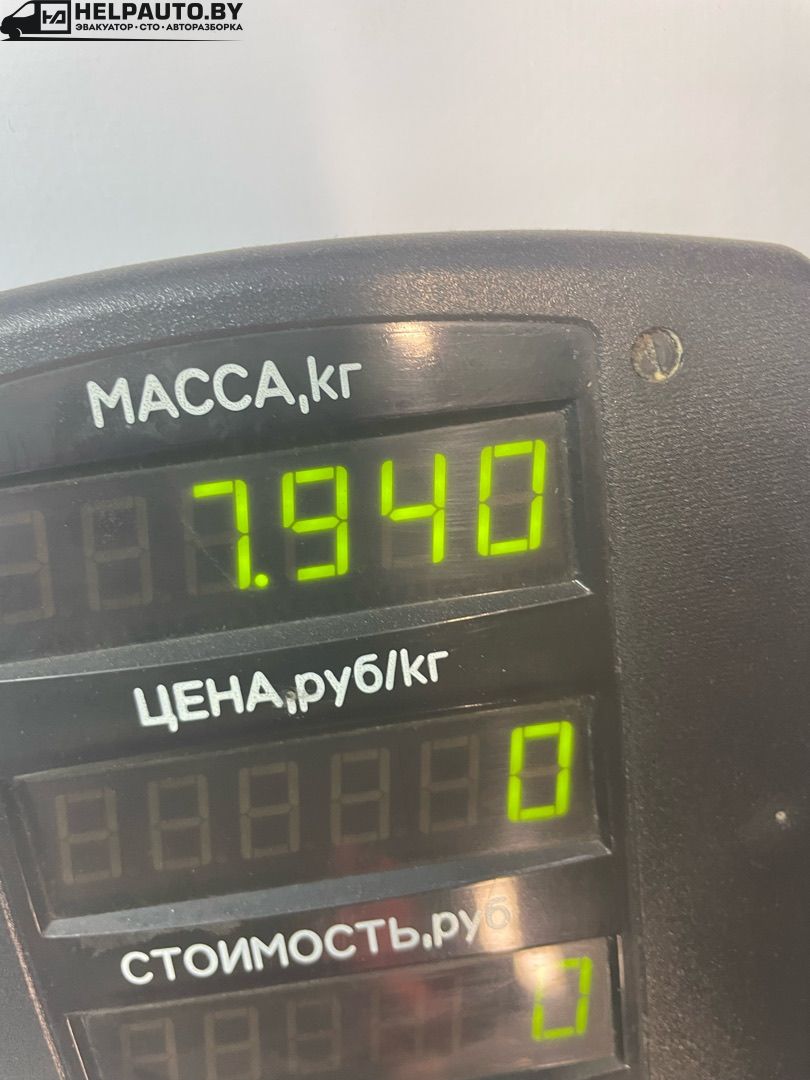 HELPAUTO.BY
ЭВАКУАТОР • СТО • АВТОРАЗБОРКА
МАССА,кг
7.940
ЦЕНА,руб/кг
0
СТОИМОСТЬ,руб
0